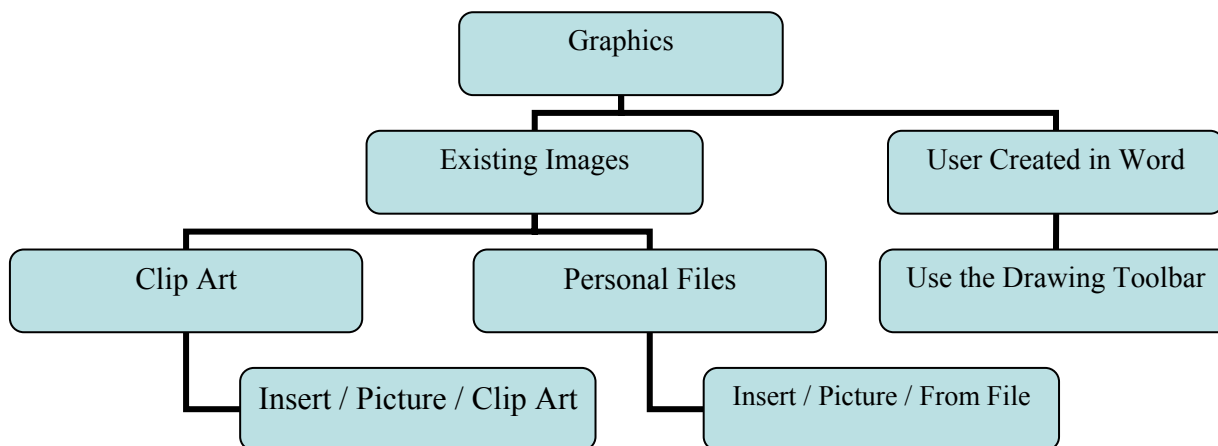 Graphics
Existing Images
User Created in Word
Clip Art
Personal Files
Use the Drawing Toolbar
Insert / Picture / Clip Art
Insert / Picture / From File